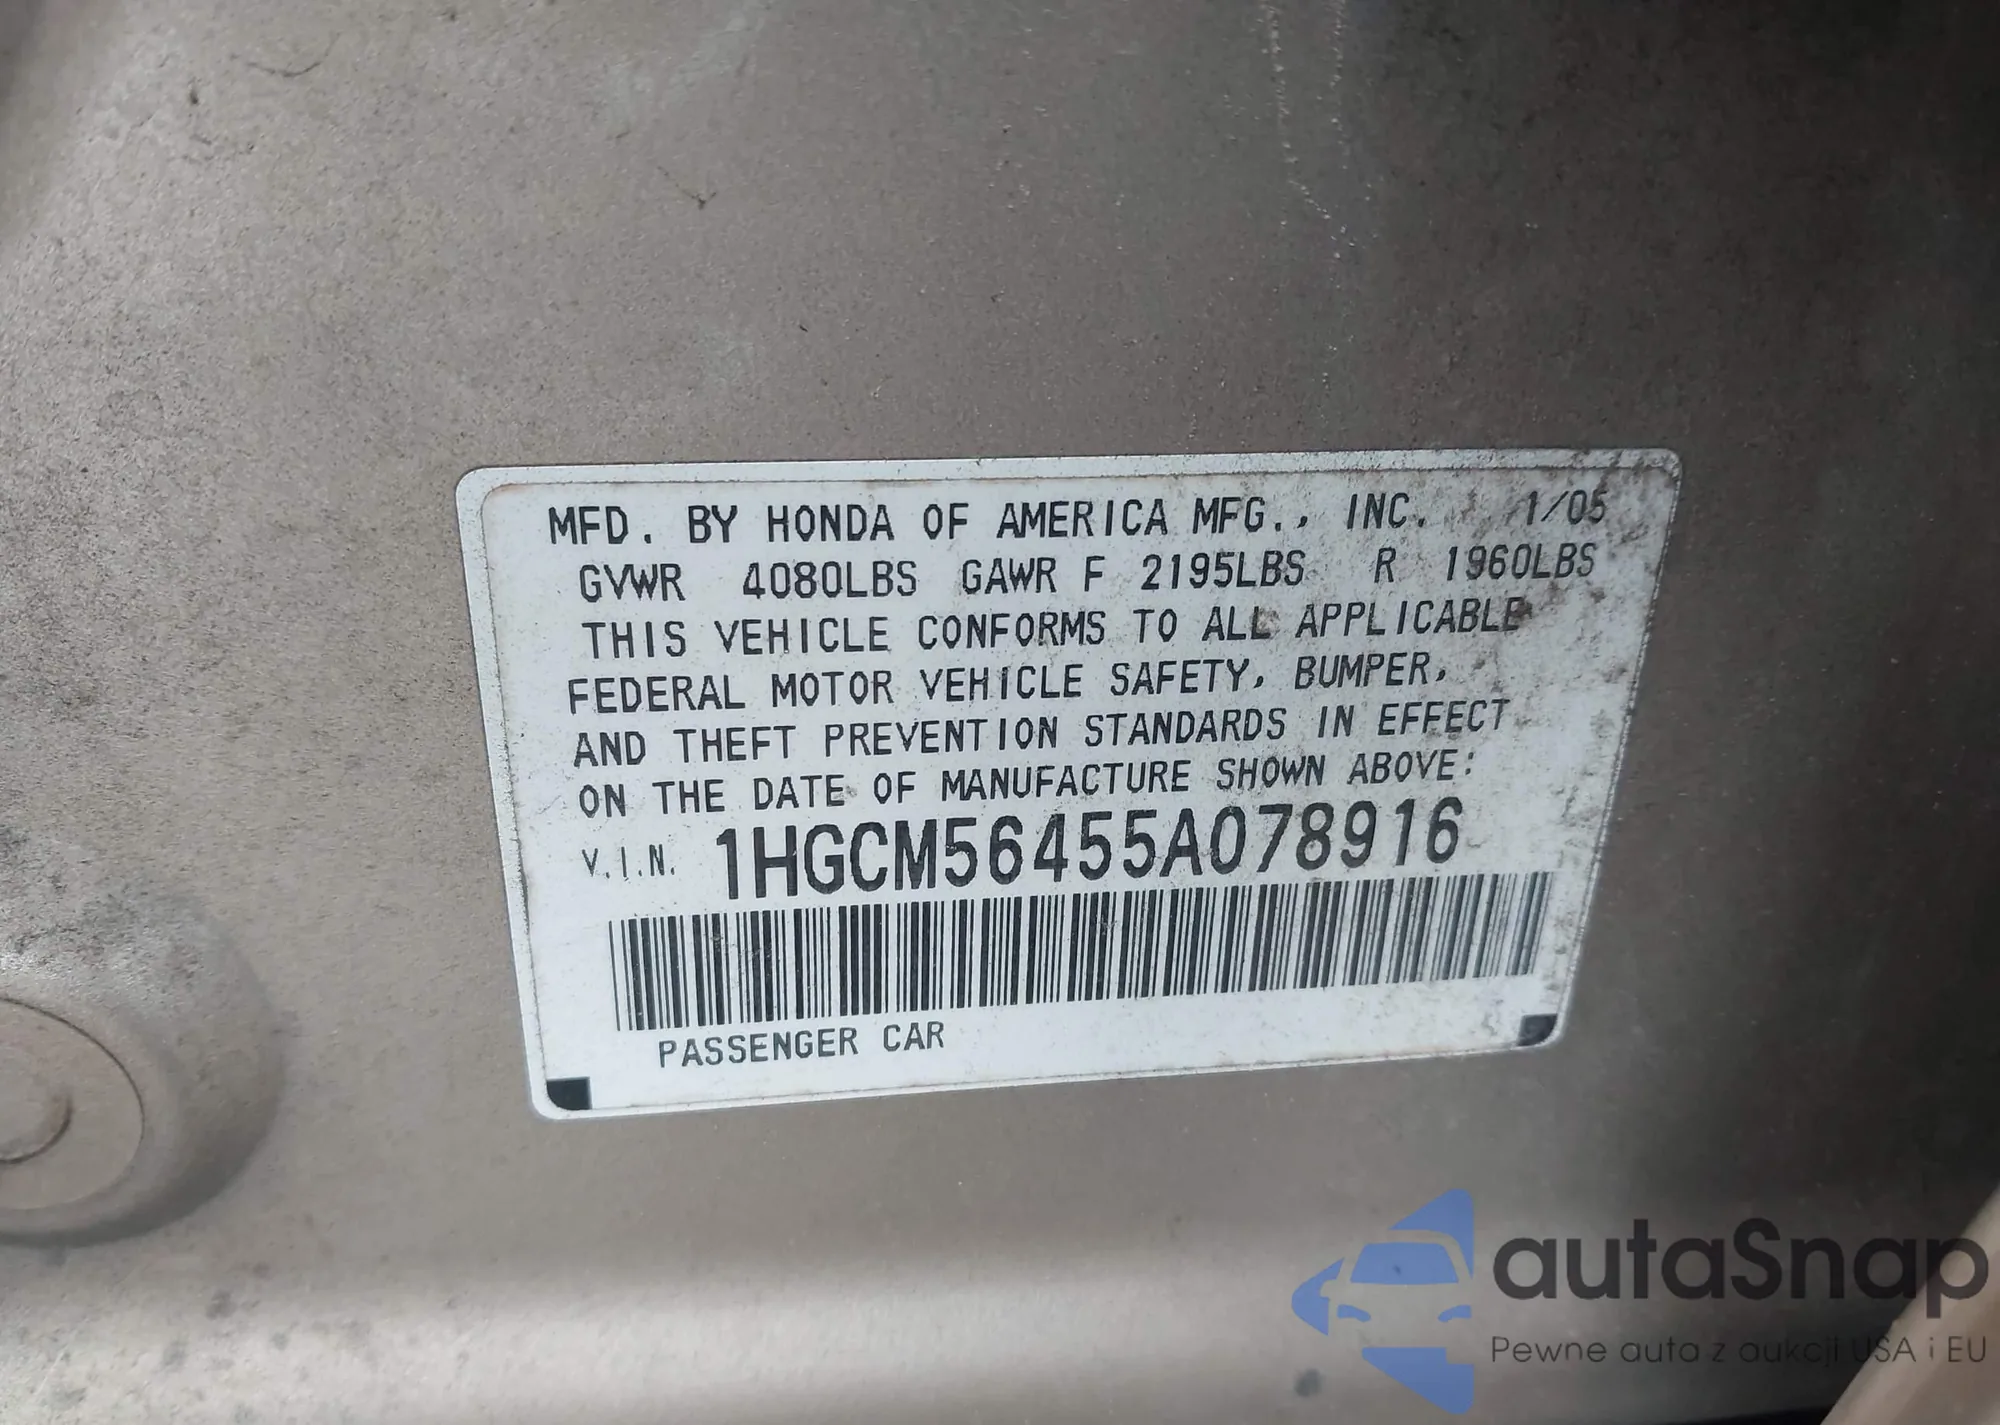 MFD. BY HONDA OF AMERICA MFG., INC. 1/05
GVWR 4080LBS GAWR F 2195LBS R 1960LBS
THIS VEHICLE CONFORMS TO ALL APPLICABLE
FEDERAL MOTOR VEHICLE SAFETY, BUMPER,
AND THEFT PREVENTION STANDARDS IN EFFECT
ON THE DATE OF MANUFACTURE SHOWN ABOVE:
V.I.N. 1HGCM56455A078916
PASSENGER CAR
autaSnap
Pewne auta z aukcji USA i EU